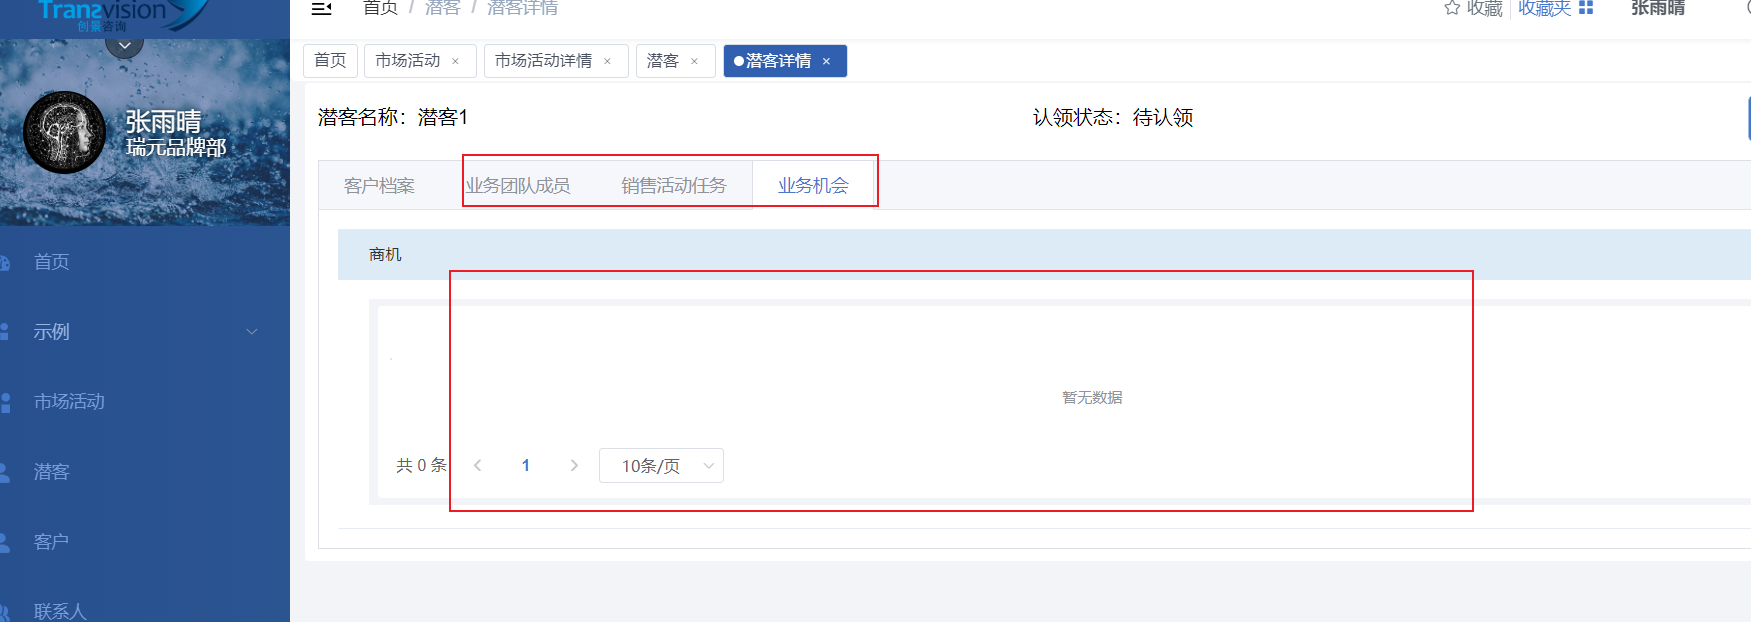 Tranzvision
创景咨询
首页 / 潜客 / 潜客详情
收藏
收藏夹
张雨晴
首页
市场活动 ×
市场活动详情 ×
潜客 ×
潜客详情 ×
张雨晴
瑞元品牌部
潜客名称：潜客1
认领状态：待认领
客户档案
业务团队成员
销售活动任务
业务机会
商机
暂无数据
共 0 条
1
10条/页
首页
示例
市场活动
潜客
客户
联系人